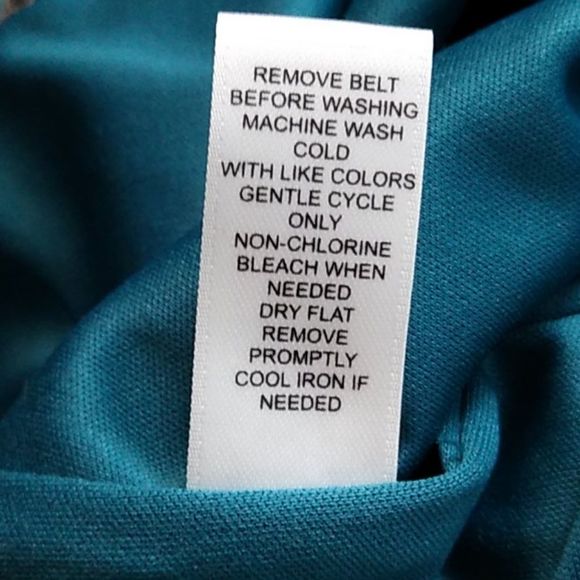 REMOVE BELT
BEFORE WASHING
MACHINE WASH
COLD
WITH LIKE COLORS
GENTLE CYCLE
ONLY
NON-CHLORINE
BLEACH WHEN
NEEDED
DRY FLAT
REMOVE
PROMPTLY
COOL IRON IF
NEEDED